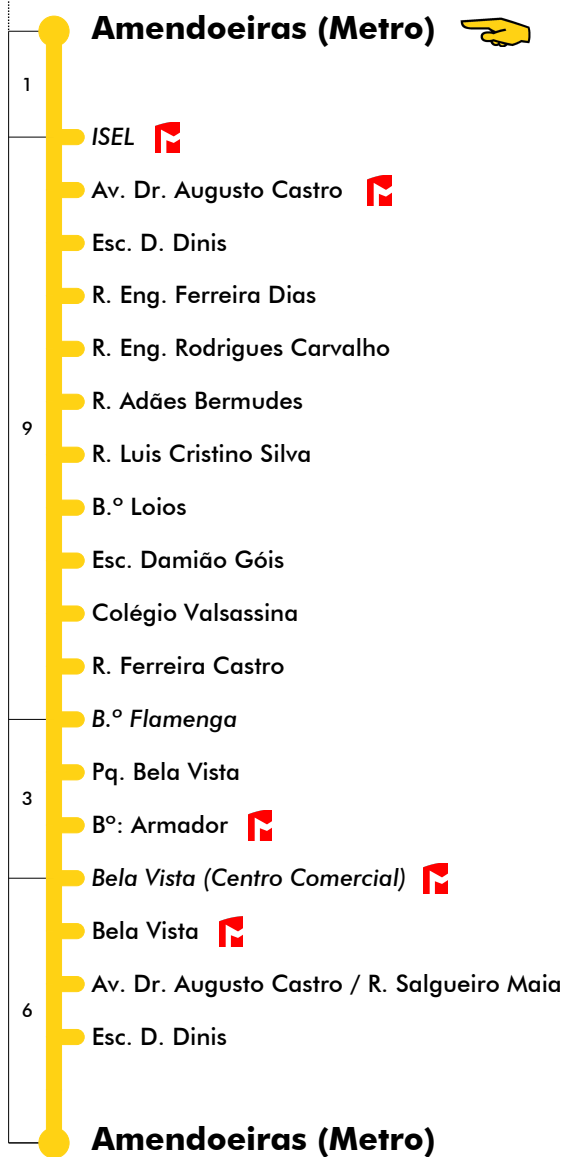 Amendoeiras (Metro)
1
ISEL
Av. Dr. Augusto Castro
Esc. D. Dinis
R. Eng. Ferreira Dias
R. Eng. Rodrigues Carvalho
R. Adães Bermudes
9
R. Luis Cristino Silva
B.º Loios
Esc. Damião Góis
Colégio Valsassina
R. Ferreira Castro
B.º Flamenga
Pq. Bela Vista
3
Bº: Armador
Bela Vista (Centro Comercial)
Bela Vista
Av. Dr. Augusto Castro / R. Salgueiro Maia
6
Esc. D. Dinis
Amendoeiras (Metro)